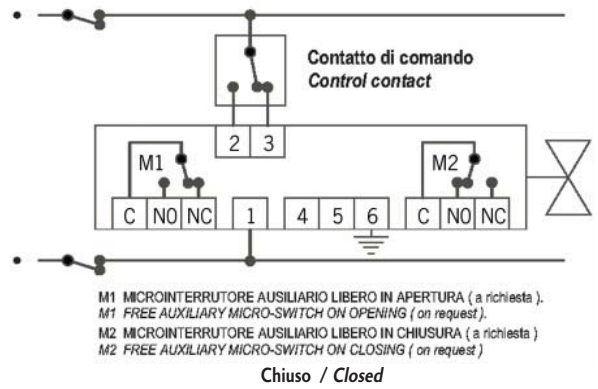 Contatto di comando
Control contact
2 3
M1
M2
C NO NC 1 4 5 6 C NO NC
M1 MICROINTERRUTORE AUSILIARIO LIBERO IN APERTURA ( a richiesta ).
M1 FREE AUXILIARY MICRO-SWITCH ON OPENING ( on request ).
M2 MICROINTERRUTORE AUSILIARIO LIBERO IN CHIUSURA ( a richiesta )
M2 FREE AUXILIARY MICRO-SWITCH ON CLOSING ( on request )
Chiuso / Closed